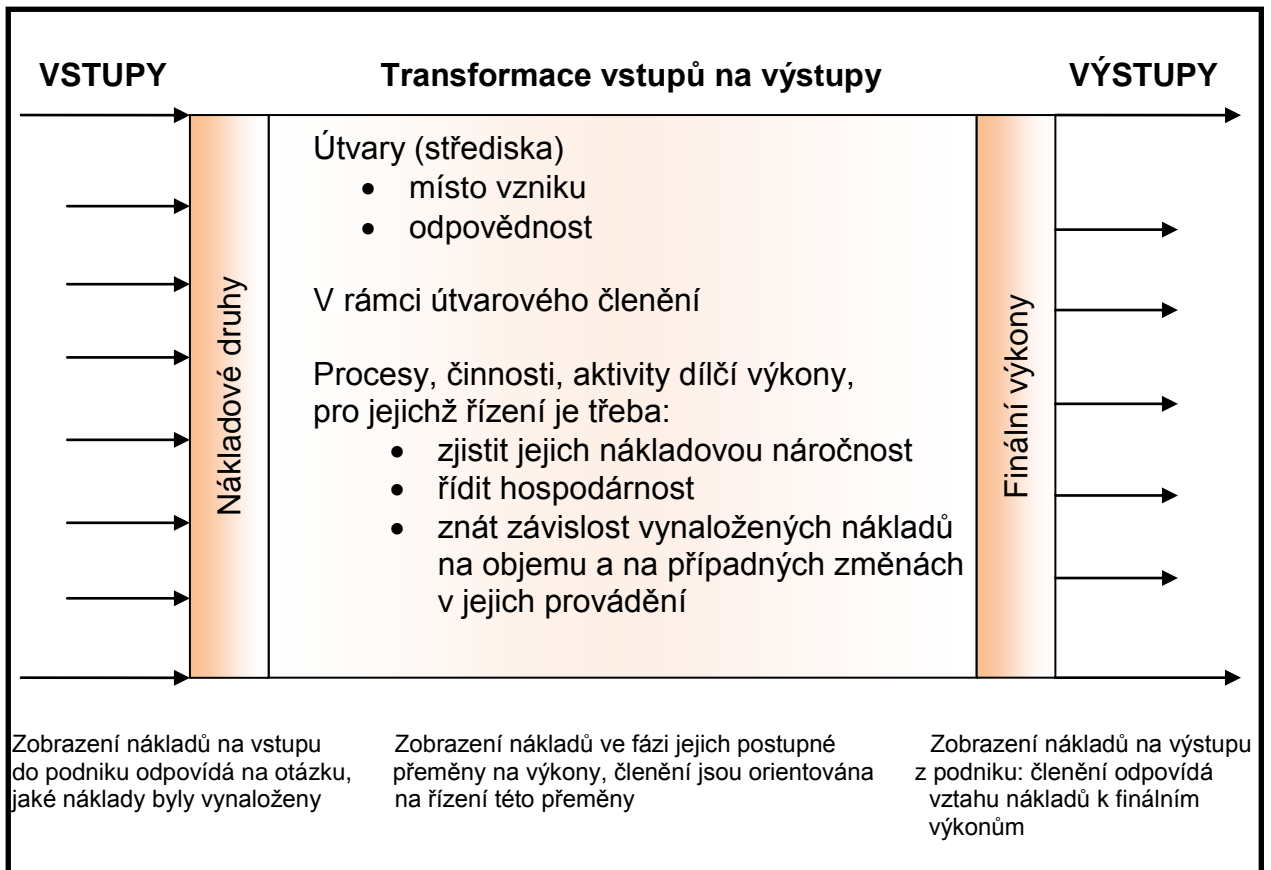 VSTUPY
Transformace vstupů na výstupy
VÝSTUPY
Nákladové druhy
Útvary (střediska)
• místo vzniku
• odpovědnost
V rámci útvarového členění
Procesy, činnosti, aktivity dílčí výkony,
pro jejichž řízení je třeba:
• zjistit jejich nákladovou náročnost
• řídit hospodárnost
• znát závislost vynaložených nákladů
na objemu a na případných změnách
v jejich provádění
Finální výkony
Zobrazení nákladů na vstupu
do podniku odpovídá na otázku,
jaké náklady byly vynaloženy
Zobrazení nákladů ve fázi jejich postupné
přeměny na výkony, členění jsou orientována
na řízení této přeměny
Zobrazení nákladů na výstupu
z podniku: členění odpovídá
vztahu nákladů k finálním
výkonům